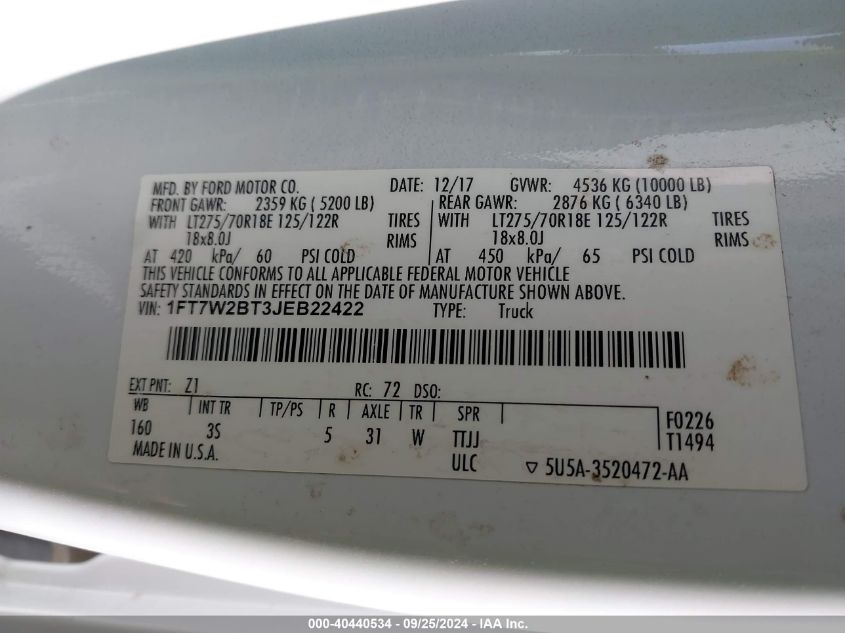 MFD. BY FORD MOTOR CO. DATE: 12/17 GVWR: 4536 KG (10000 LB)
FRONT GAWR: 2359 KG ( 5200 LB) REAR GAWR: 2876 KG ( 6340 LB)
WITH LT275/70R18E 125/122R TIRES WITH LT275/70R18E 125/122R TIRES
18x8.0J RIMS 18x8.0J RIMS
AT 420 kPa/ 60 PSI COLD AT 450 kPa/ 65 PSI COLD
THIS VEHICLE CONFORMS TO ALL APPLICABLE FEDERAL MOTOR VEHICLE
SAFETY STANDARDS IN EFFECT ON THE DATE OF MANUFACTURE SHOWN ABOVE.
VIN: 1FT7W2BT3JEB22422 TYPE: Truck
EXT PNT: Z1 RC: 72 DSO:
WB INT TR TP/PS R AXLE TR SPR F0226
160 3S 5 31 W TTJJ T1494
MADE IN U.S.A. ULC ▽ 5U5A-3520472-AA
000-40440534 - 09/25/2024 - IAA Inc.